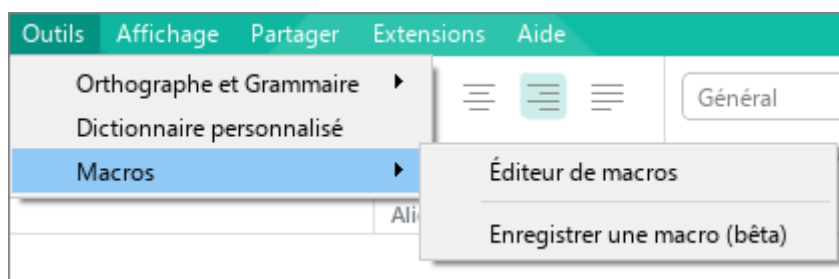 Outils Affichage Partager Extensions Aide
Orthographe et Grammaire
Général
Dictionnaire personnalisé
Macros
Éditeur de macros
Ali
Enregistrer une macro (bêta)